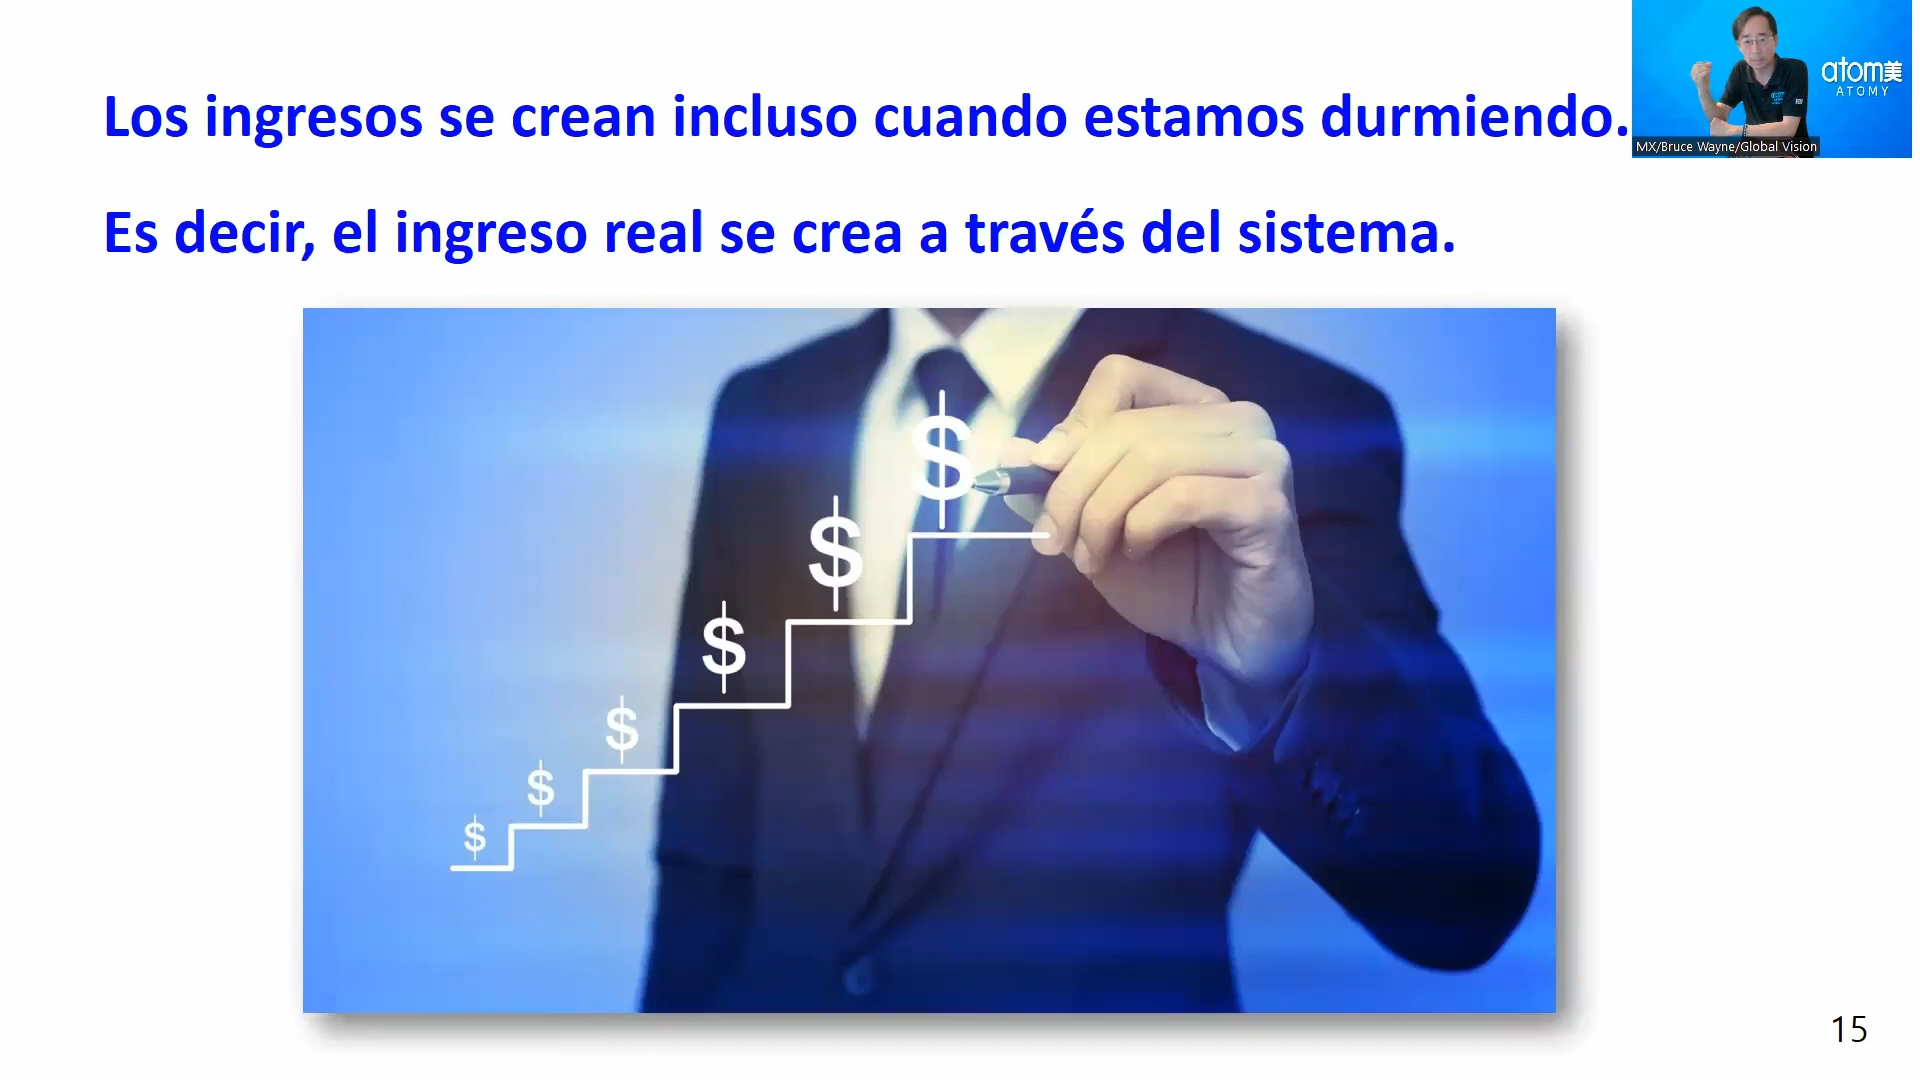 Los ingresos se crean incluso cuando estamos durmiendo.
Es decir, el ingreso real se crea a través del sistema.
atom美
ATOMY
MX/Bruce Wayne/Global Vision
$
$
$
$
$
$
15